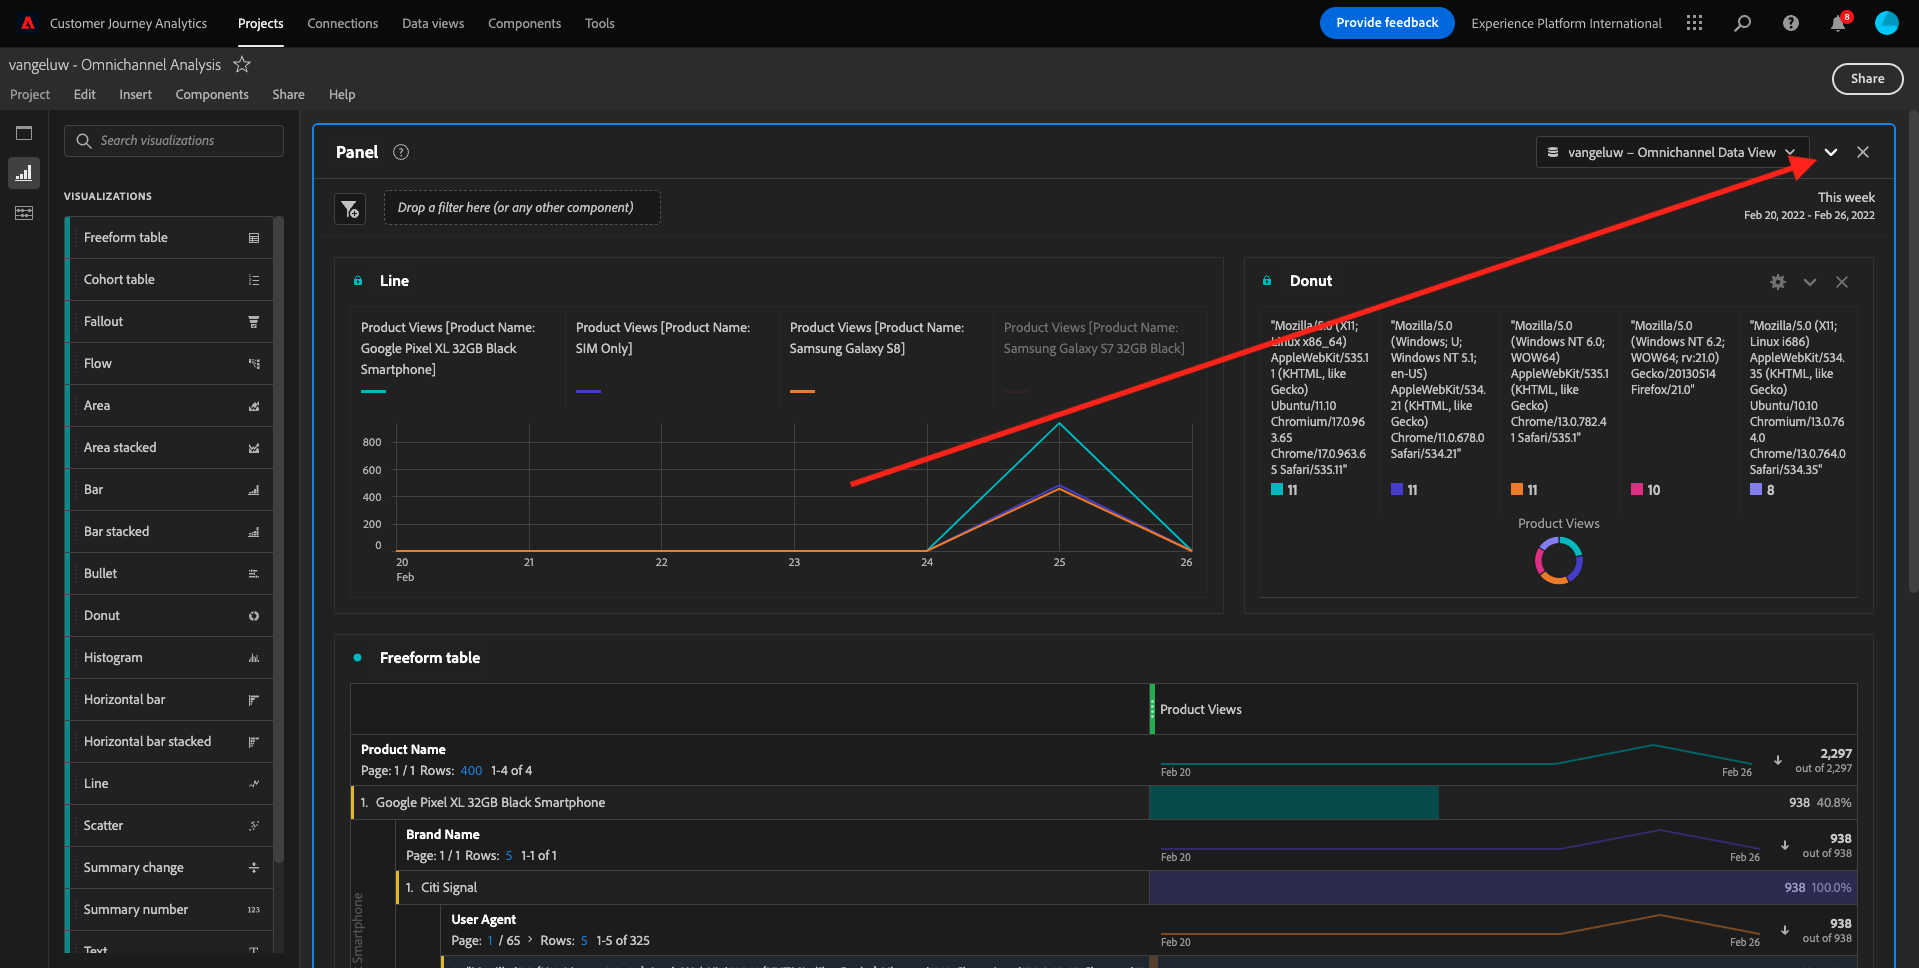 Customer Journey Analytics
Projects
Connections
Data views
Components
Tools
Provide feedback
Experience Platform International
8
vangeluw - Omnichannel Analysis
Project
Edit
Insert
Components
Share
Help
Share
Search visualizations
VISUALIZATIONS
Freeform table
Cohort table
Fallout
Flow
Area
Area stacked
Bar
Bar stacked
Bullet
Donut
Histogram
Horizontal bar
Horizontal bar stacked
Line
Scatter
Summary change
Summary number
123
Text
Panel
vangeluw – Omnichannel Data View
Drop a filter here (or any other component)
This week
Feb 20, 2022 - Feb 26, 2022
Line
Product Views [Product Name:
Google Pixel XL 32GB Black
Smartphone]
Product Views [Product Name:
SIM Only]
Product Views [Product Name:
Samsung Galaxy S8]
Product Views [Product Name:
Samsung Galaxy S7 32GB Black]
800
600
400
200
0
20
21
22
23
24
25
26
Feb
Donut
"Mozilla/5.0 (X11;
Linux x86_64)
AppleWebKit/535.1
1 (KHTML, like
Gecko)
Ubuntu/11.10
Chromium/17.0.96
3.65
Chrome/17.0.963.6
5 Safari/535.11"
11
"Mozilla/5.0
(Windows; U;
Windows NT 5.1;
en-US)
AppleWebKit/534.
21 (KHTML, like
Gecko)
Chrome/11.0.678.0
Safari/534.21"
11
"Mozilla/5.0
(Windows NT 6.0;
WOW64)
AppleWebKit/535.1
(KHTML, like
Gecko)
Chrome/13.0.782.4
1 Safari/535.1"
11
"Mozilla/5.0
(Windows NT 6.2;
WOW64; rv:21.0)
Gecko/20130514
Firefox/21.0"
10
"Mozilla/5.0 (X11;
Linux i686)
AppleWebKit/534.
35 (KHTML, like
Gecko)
Ubuntu/10.10
Chromium/13.0.76
4.0
Chrome/13.0.764.0
Safari/534.35"
8
Product Views
Freeform table
Product Views
Product Name
Page: 1 / 1 Rows: 400 1-4 of 4
Feb 20
Feb 26
2,297
out of 2,297
1. Google Pixel XL 32GB Black Smartphone
938 40.8%
Brand Name
Page: 1 / 1 Rows: 5 1-1 of 1
Feb 20
Feb 26
938
out of 938
1. Citi Signal
938 100.0%
User Agent
Page: 1 / 65 > Rows: 5 1-5 of 325
Feb 20
Feb 26
938
out of 938
Smartphone